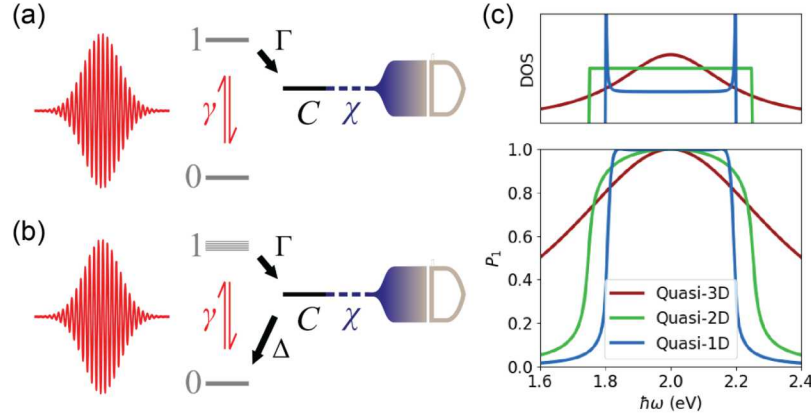 (a)
1
Γ
γ
C
χ
0
(b)
1
Γ
γ
C
χ
Δ
0
(c)
DOS
1.0
0.8
0.6
0.4
0.2
0.0
P₁
Quasi-3D
Quasi-2D
Quasi-1D
1.6 1.8 2.0 2.2 2.4
ħω (eV)